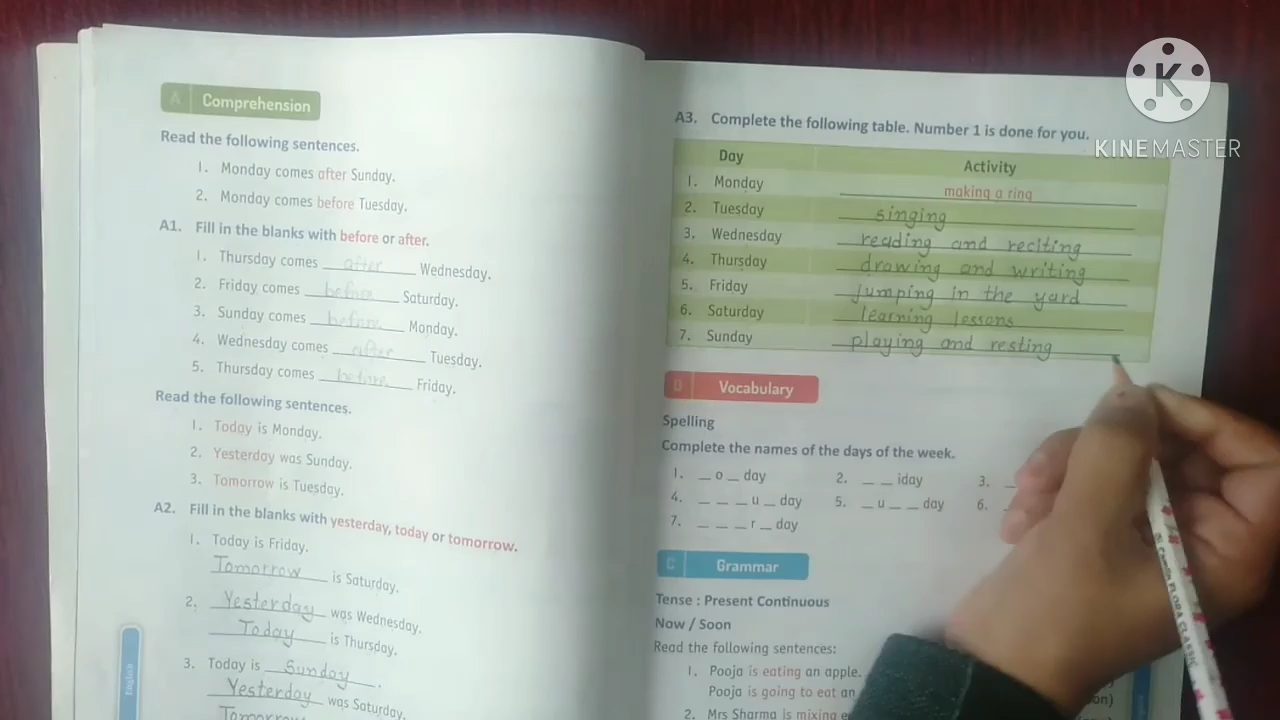 A Comprehension
Read the following sentences.
1. Monday comes after Sunday.
2. Monday comes before Tuesday.
A1. Fill in the blanks with before or after.
1. Thursday comes after Wednesday.
2. Friday comes before Saturday.
3. Sunday comes before Monday.
4. Wednesday comes after Tuesday.
5. Thursday comes before Friday.
Read the following sentences.
1. Today is Monday.
2. Yesterday was Sunday.
3. Tomorrow is Tuesday.
A2. Fill in the blanks with yesterday, today or tomorrow.
1. Today is Friday.
Tomorrow is Saturday.
2. Yesterday was Wednesday.
Today is Thursday.
3. Today is Sunday.
Yesterday was Saturday.
Tomorrow
English
A3. Complete the following table. Number 1 is done for you.
Day Activity
1. Monday making a ring
2. Tuesday singing
3. Wednesday reading and reciting
4. Thursday drawing and writing
5. Friday jumping in the yard
6. Saturday learning lessons
7. Sunday playing and resting
B Vocabulary
Spelling
Complete the names of the days of the week.
1. _ o _ day 2. _ _ iday 3. _
4. _ _ _ u _ day 5. _ u _ _ day 6. _
7. _ _ _ r _ day
C Grammar
Tense : Present Continuous
Now / Soon
Read the following sentences:
1. Pooja is eating an apple.
Pooja is going to eat an
2. Mrs Sharma is mixing
K
KINEMASTER
Camlin FLORA CLASSIC